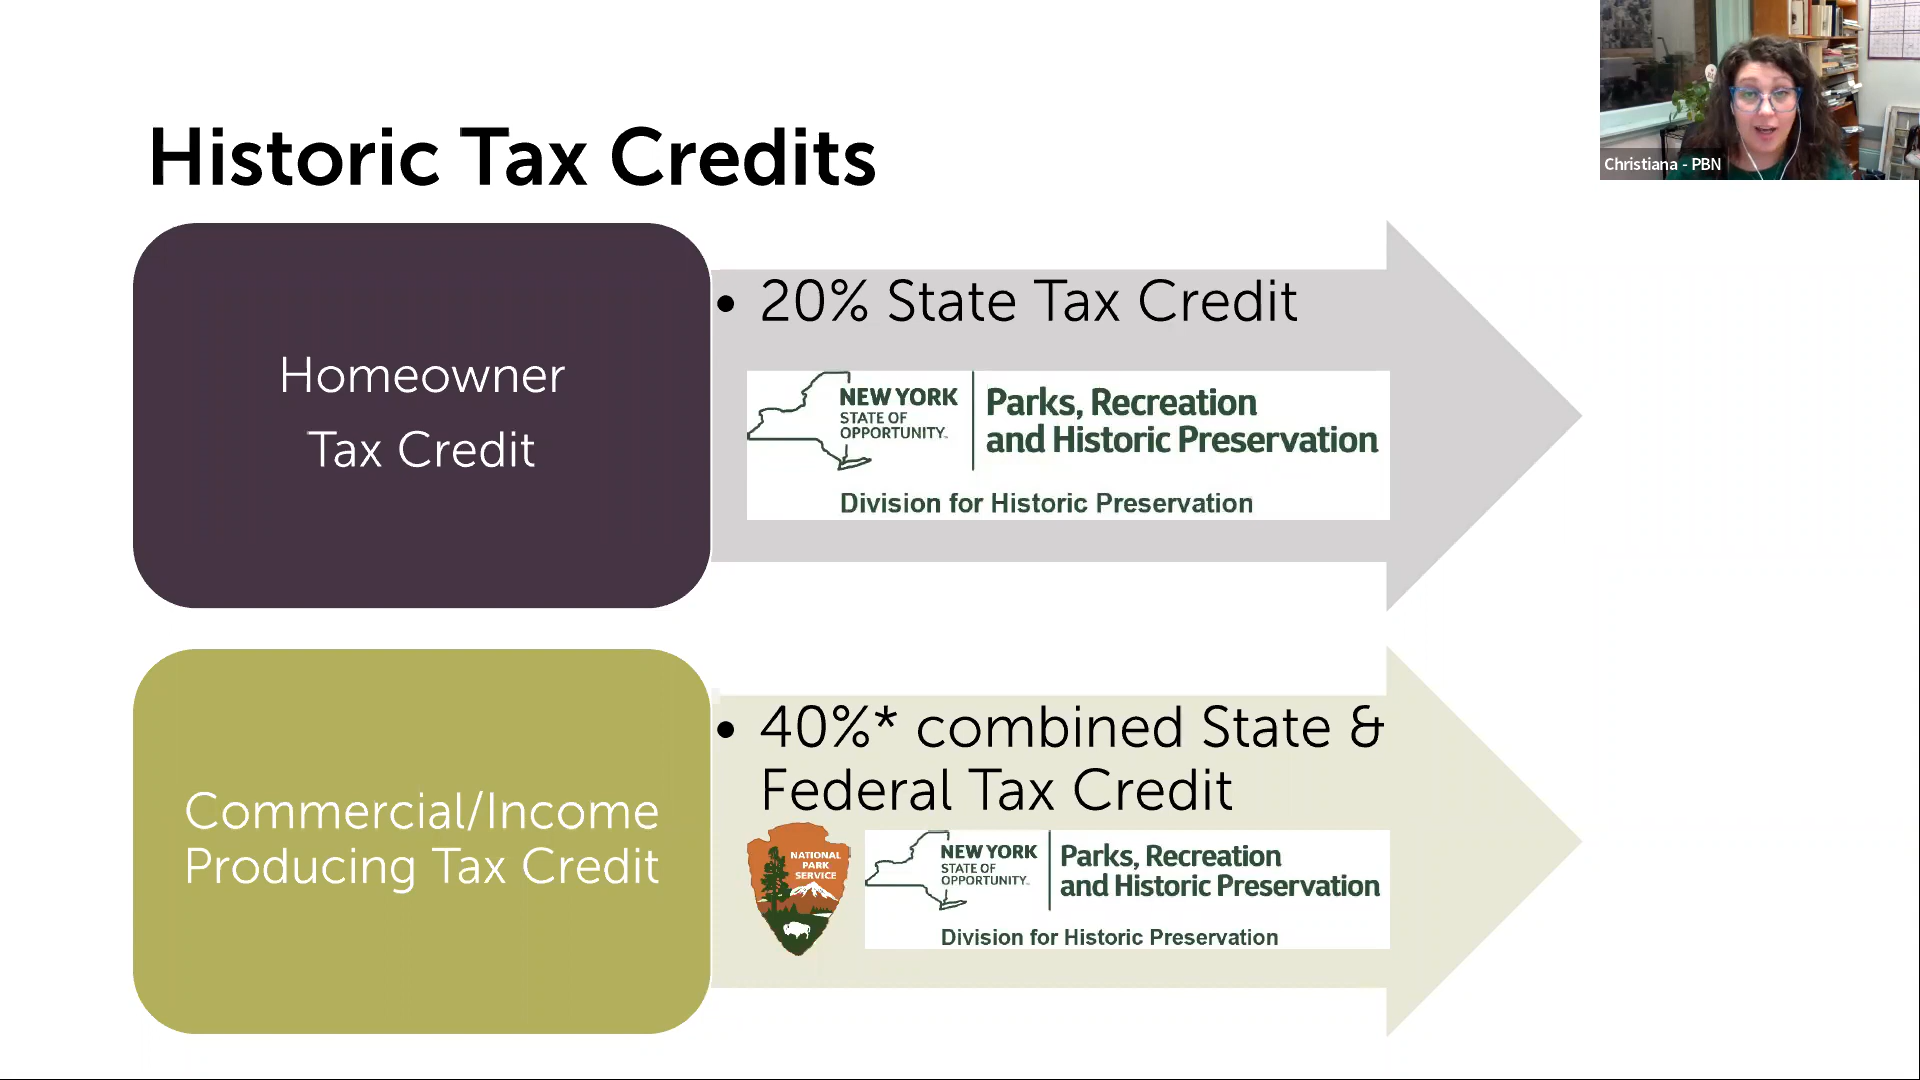 Historic Tax Credits
Christiana - PBN
Homeowner
Tax Credit
• 20% State Tax Credit
NEW YORK
STATE OF
OPPORTUNITY™
Parks, Recreation
and Historic Preservation
Division for Historic Preservation
Commercial/Income
Producing Tax Credit
• 40%* combined State &
Federal Tax Credit
NATIONAL
PARK
SERVICE
NEW YORK
STATE OF
OPPORTUNITY™
Parks, Recreation
and Historic Preservation
Division for Historic Preservation